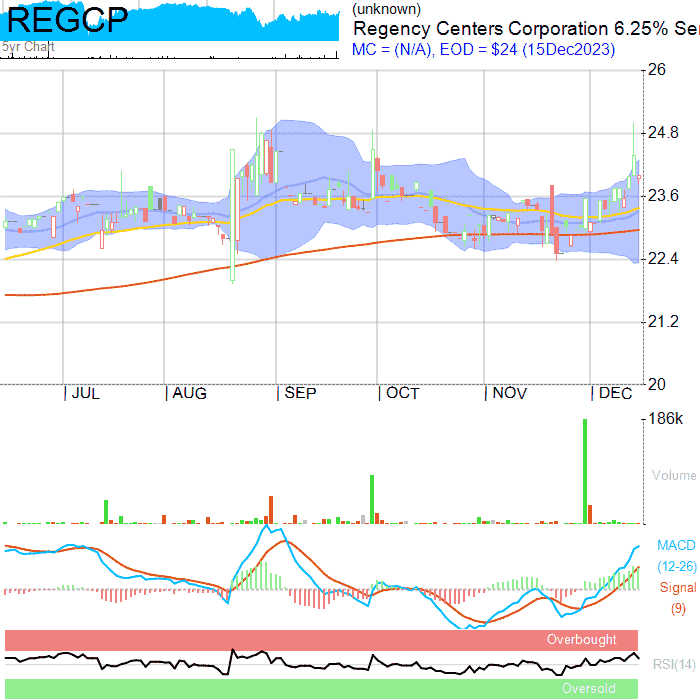 REGCP
(unknown)
Regency Centers Corporation 6.25% Se
5yr Chart
MC = (N/A), EOD = $24 (15Dec2023)
26
24.8
23.6
22.4
21.2
20
JUL AUG SEP OCT NOV DEC
186k
Volume
MACD
(12-26)
Signal
(9)
Overbought
RSI(14)
Oversold